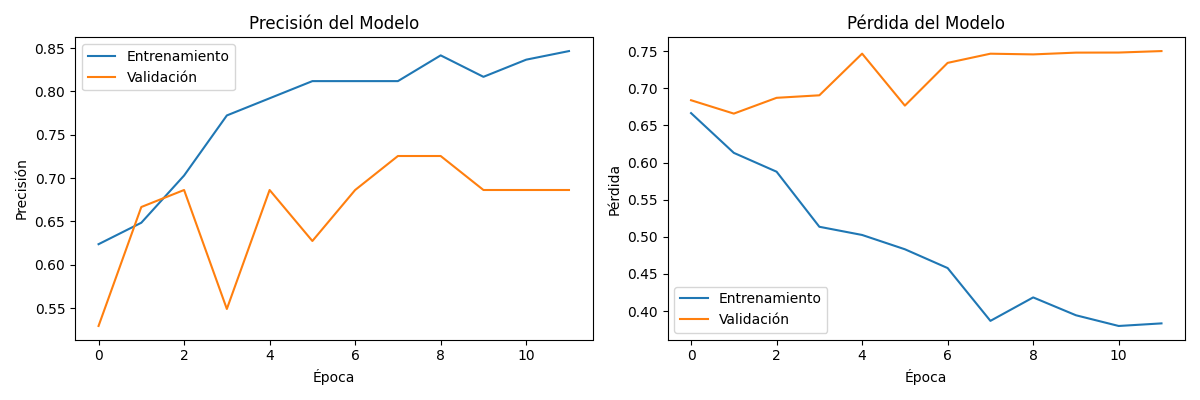 Precisión del Modelo
Precisión
0.85
0.80
0.75
0.70
0.65
0.60
0.55
Entrenamiento
Validación
0 2 4 6 8 10
Época
Pérdida del Modelo
Pérdida
0.75
0.70
0.65
0.60
0.55
0.50
0.45
0.40
Entrenamiento
Validación
0 2 4 6 8 10
Época